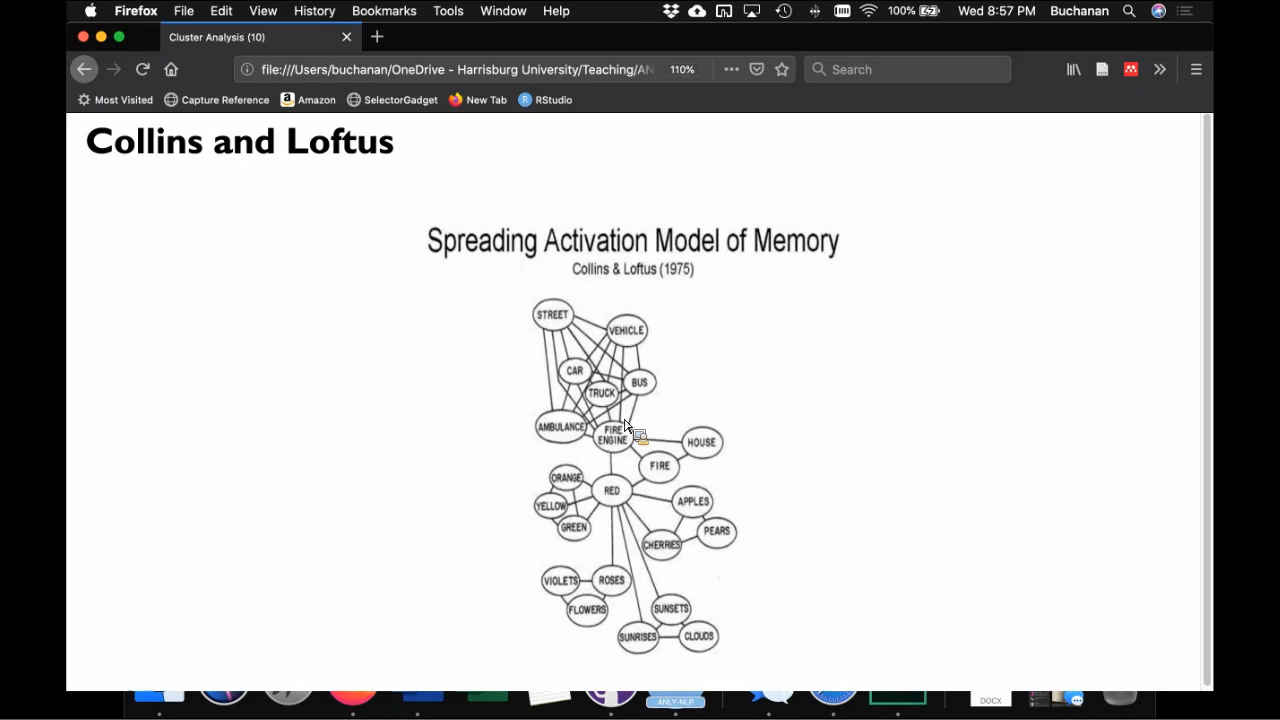 Firefox File Edit View History Bookmarks Tools Window Help 100% Wed 8:57 PM Buchanan
Cluster Analysis (10)
file:///Users/buchanan/OneDrive - Harrisburg University/Teaching/AN 110% Search
Most Visited Capture Reference Amazon SelectorGadget New Tab RStudio
Collins and Loftus
Spreading Activation Model of Memory
Collins & Loftus (1975)
STREET
VEHICLE
CAR
BUS
TRUCK
AMBULANCE
FIRE
ENGINE
HOUSE
FIRE
ORANGE
RED
YELLOW
APPLES
GREEN
PEARS
CHERRIES
VIOLETS
ROSES
FLOWERS
SUNSETS
SUNRISES
CLOUDS
ANLY-NLP
DOCX